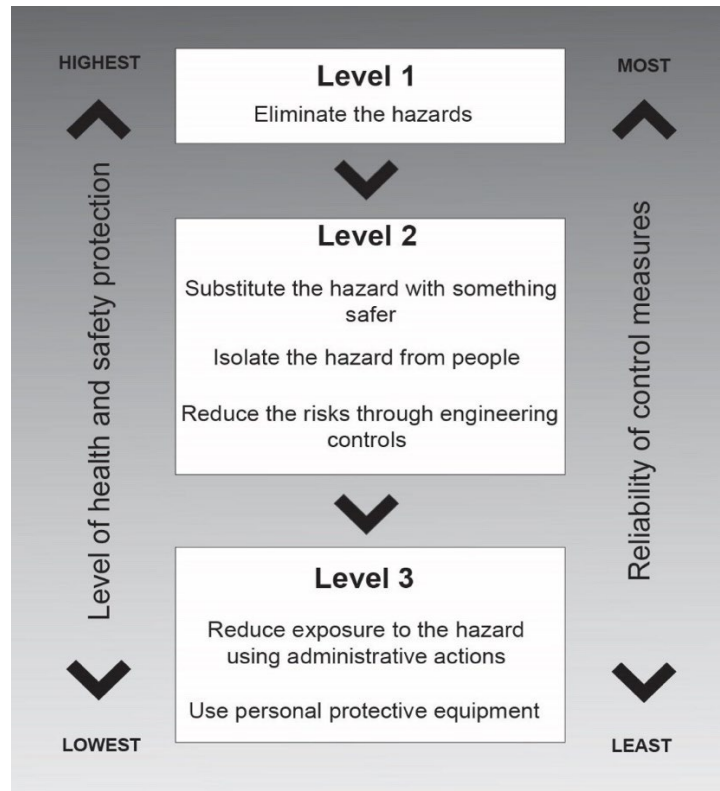 HIGHEST
Level 1
MOST
Eliminate the hazards
Level of health and safety protection
Reliability of control measures
Level 2
Substitute the hazard with something
safer
Isolate the hazard from people
Reduce the risks through engineering
controls
Level 3
Reduce exposure to the hazard
using administrative actions
Use personal protective equipment
LOWEST
LEAST